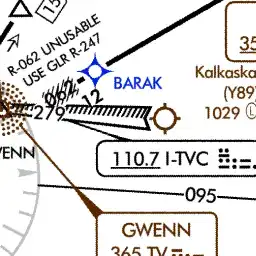 15
R-062 UNUSABLE
USE GLR R-247
35
BARAK
Kalkaska
(Y89
1029 L
062
12
279
110.7 I-TVC
WENN
095
GWENN
365 TV